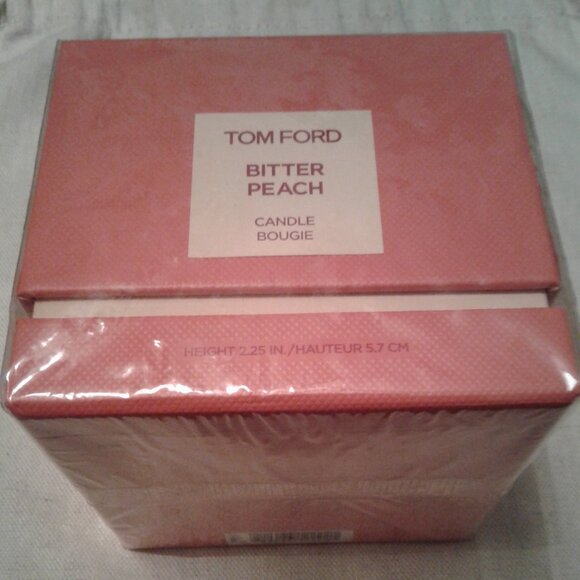 TOM FORD
BITTER
PEACH
CANDLE
BOUGIE
HEIGHT 2.25 IN./HAUTEUR 5.7 CM